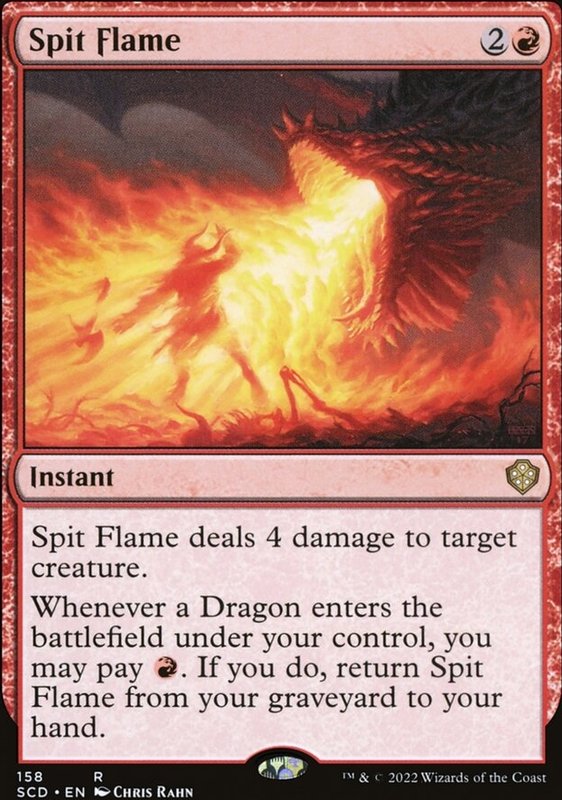 Spit Flame 2
Instant
Spit Flame deals 4 damage to target
creature.
Whenever a Dragon enters the
battlefield under your control, you
may pay . If you do, return Spit
Flame from your graveyard to your
hand.
158 R
SCD • EN Chris Rahn
™ & © 2022 Wizards of the Coast